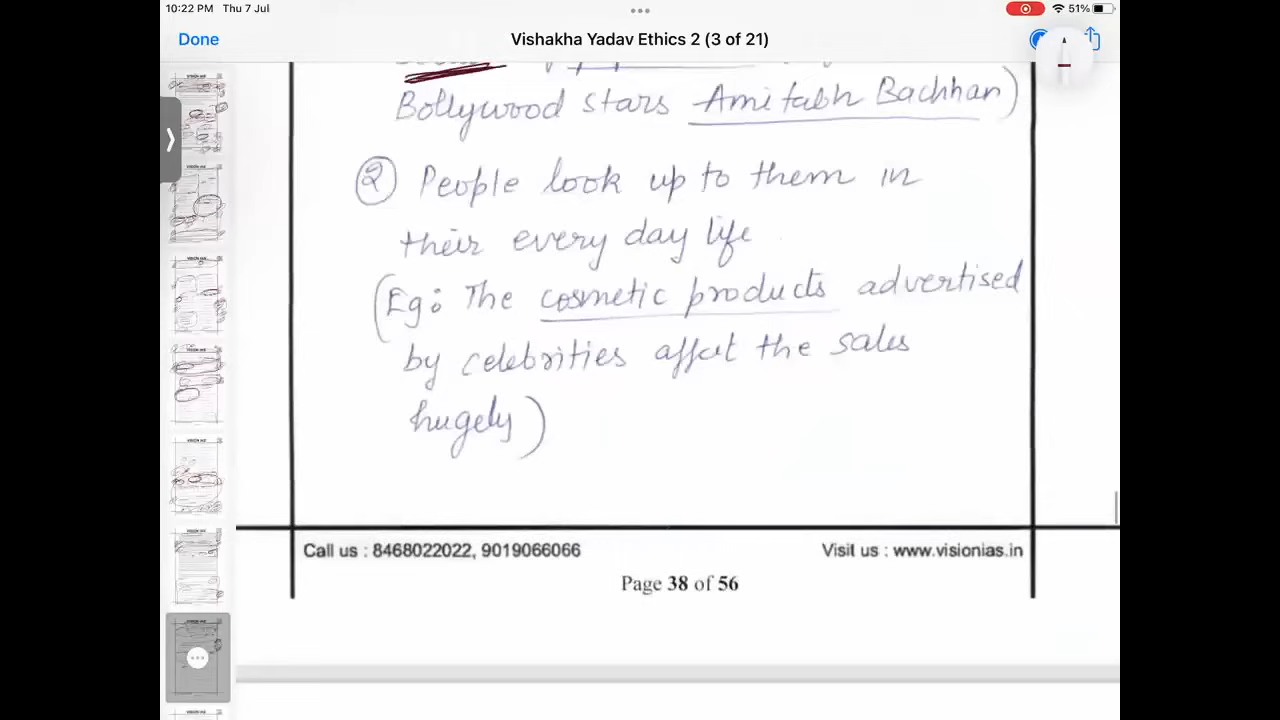 10:22 PM Thu 7 Jul
51%
Done
Vishakha Yadav Ethics 2 (3 of 21)
Bollywood stars Amitabh Bachhan)
② People look up to them in
their every day life
(Eg: The cosmetic products advertised
by celebrities affect the sales
hugely)
Call us : 8468022022, 9019066066
Visit us : www.visionias.in
Page 38 of 56